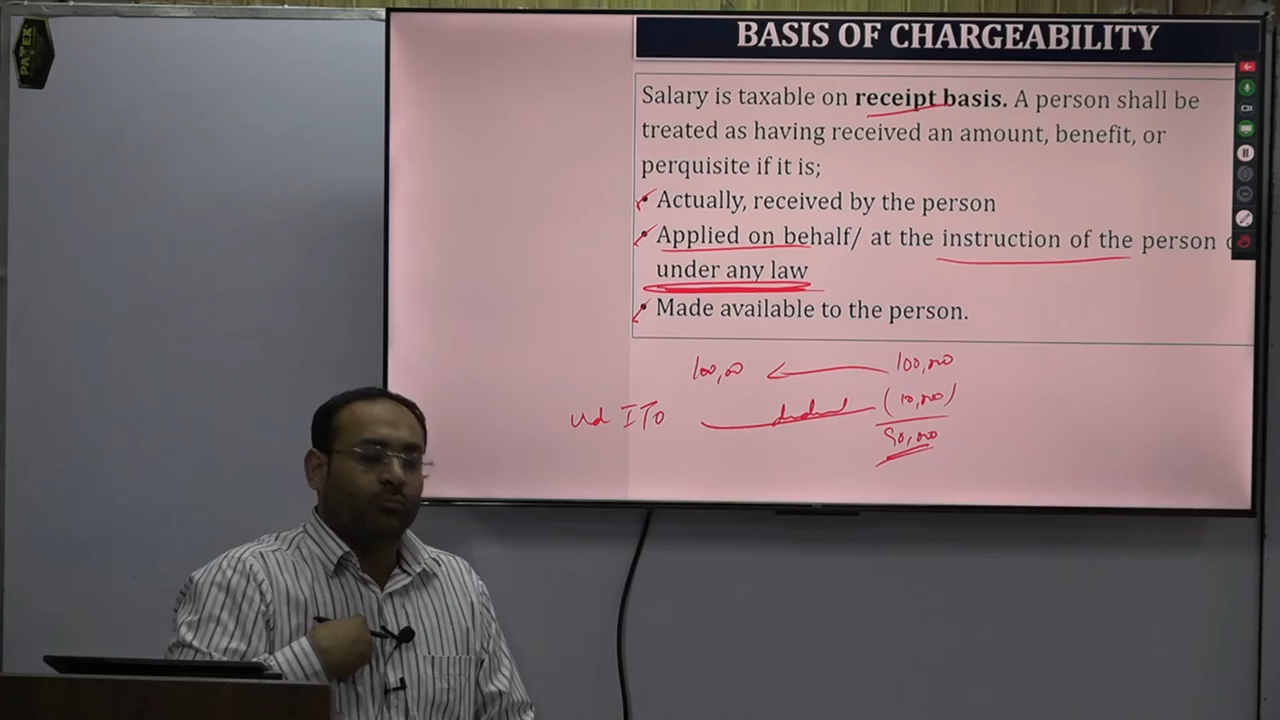 PATEX
BASIS OF CHARGEABILITY
Salary is taxable on receipt basis. A person shall be
treated as having received an amount, benefit, or
perquisite if it is;
• Actually, received by the person
• Applied on behalf/ at the instruction of the person
under any law
• Made available to the person.
100,00 100,000
Ud ITO (10,000)
90,000